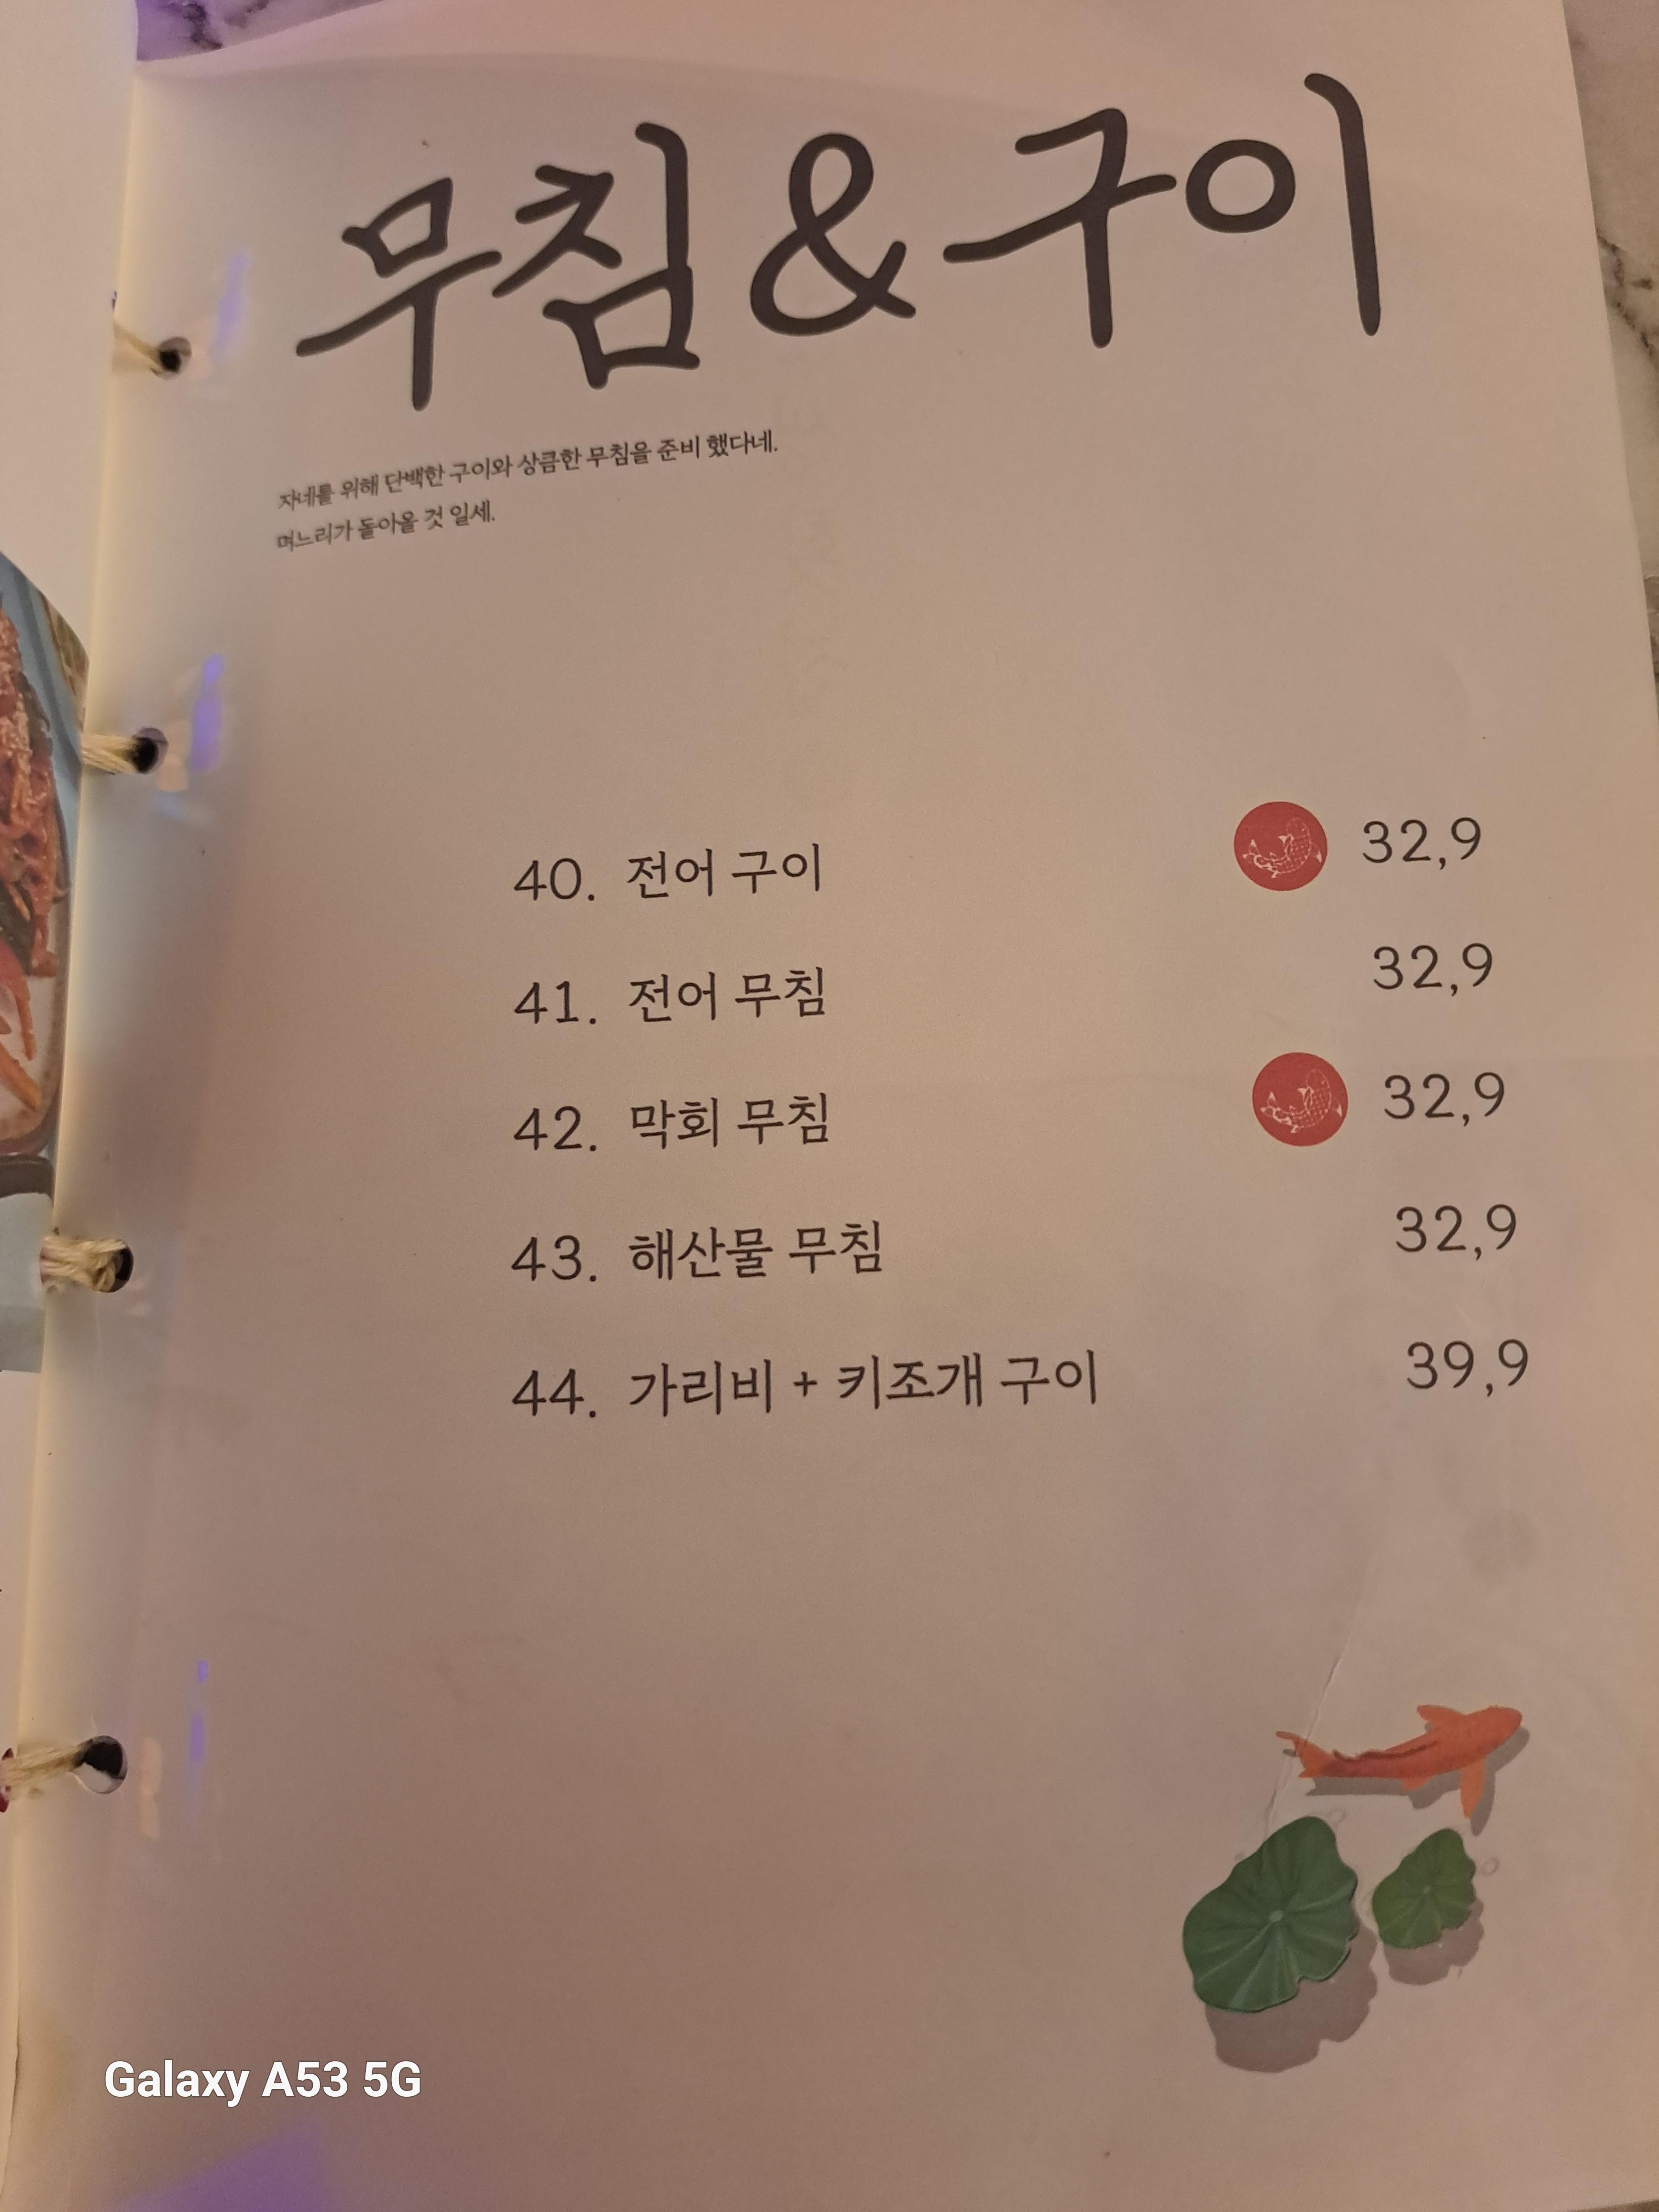 무침 & 구이
자네를 위해 단백한 구이와 상큼한 무침을 준비 했다네.
며느리가 돌아올 것 일세.
40. 전어 구이 32,9
41. 전어 무침 32,9
42. 막회 무침 32,9
43. 해산물 무침 32,9
44. 가리비 + 키조개 구이 39,9
Galaxy A53 5G